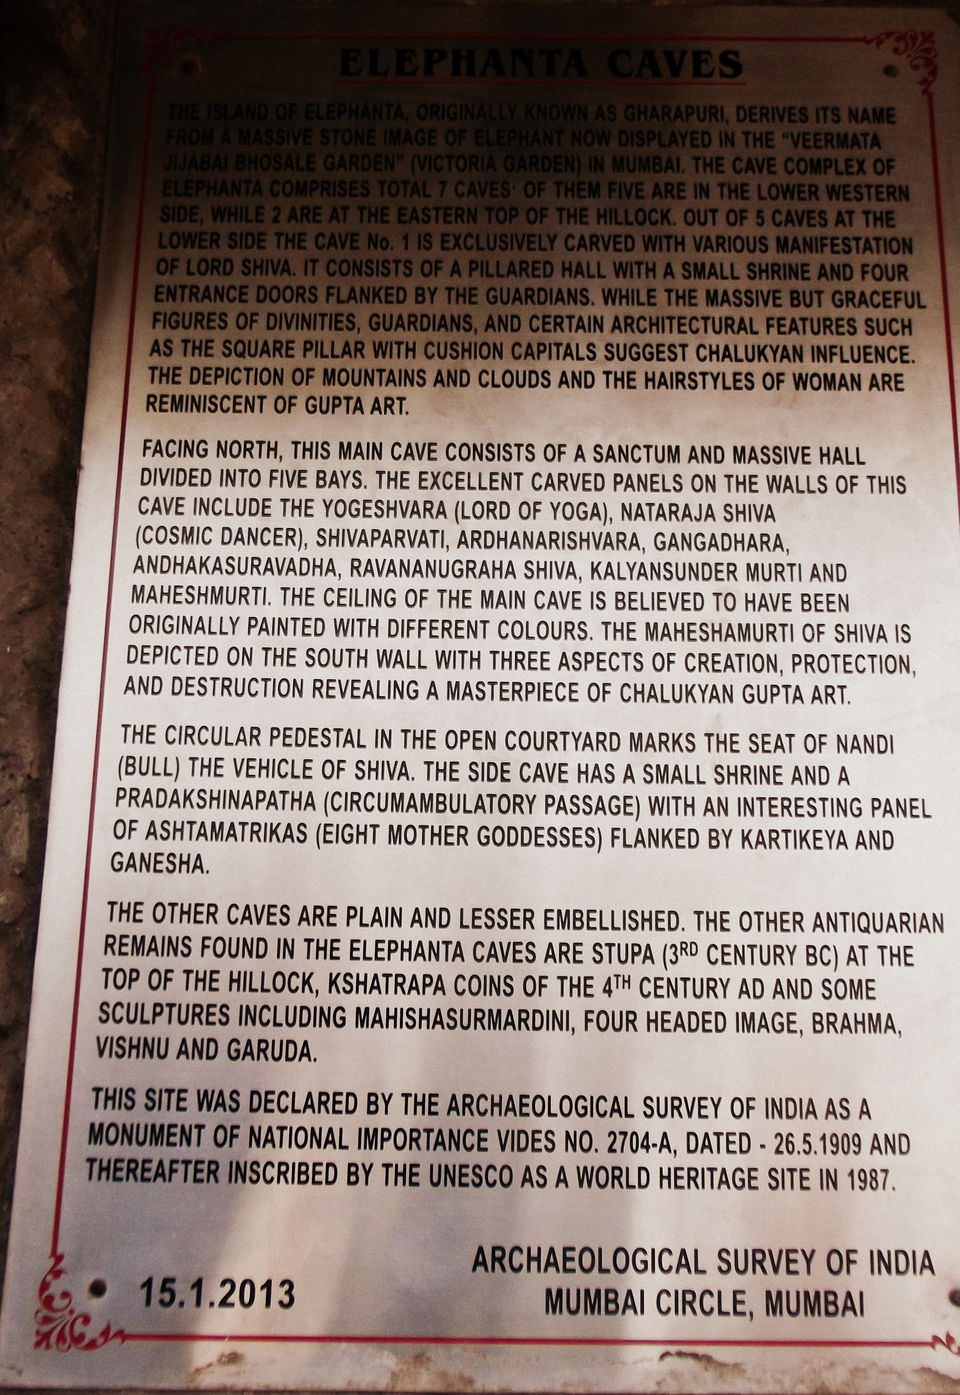 ELEPHANTA CAVES
THE ISLAND OF ELEPHANTA, ORIGINALLY KNOWN AS GHARAPURI, DERIVES ITS NAME
FROM A MASSIVE STONE IMAGE OF ELEPHANT NOW DISPLAYED IN THE "VEERMATA
JIJABAI BHOSALE GARDEN" (VICTORIA GARDEN) IN MUMBAI. THE CAVE COMPLEX OF
ELEPHANTA COMPRISES TOTAL 7 CAVES· OF THEM FIVE ARE IN THE LOWER WESTERN
SIDE, WHILE 2 ARE AT THE EASTERN TOP OF THE HILLOCK. OUT OF 5 CAVES AT THE
LOWER SIDE THE CAVE No. 1 IS EXCLUSIVELY CARVED WITH VARIOUS MANIFESTATION
OF LORD SHIVA. IT CONSISTS OF A PILLARED HALL WITH A SMALL SHRINE AND FOUR
ENTRANCE DOORS FLANKED BY THE GUARDIANS. WHILE THE MASSIVE BUT GRACEFUL
FIGURES OF DIVINITIES, GUARDIANS, AND CERTAIN ARCHITECTURAL FEATURES SUCH
AS THE SQUARE PILLAR WITH CUSHION CAPITALS SUGGEST CHALUKYAN INFLUENCE.
THE DEPICTION OF MOUNTAINS AND CLOUDS AND THE HAIRSTYLES OF WOMAN ARE
REMINISCENT OF GUPTA ART.
FACING NORTH, THIS MAIN CAVE CONSISTS OF A SANCTUM AND MASSIVE HALL
DIVIDED INTO FIVE BAYS. THE EXCELLENT CARVED PANELS ON THE WALLS OF THIS
CAVE INCLUDE THE YOGESHVARA (LORD OF YOGA), NATARAJA SHIVA
(COSMIC DANCER), SHIVAPARVATI, ARDHANARISHVARA, GANGADHARA,
ANDHAKASURAVADHA, RAVANANUGRAHA SHIVA, KALYANSUNDER MURTI AND
MAHESHMURTI. THE CEILING OF THE MAIN CAVE IS BELIEVED TO HAVE BEEN
ORIGINALLY PAINTED WITH DIFFERENT COLOURS. THE MAHESHAMURTI OF SHIVA IS
DEPICTED ON THE SOUTH WALL WITH THREE ASPECTS OF CREATION, PROTECTION,
AND DESTRUCTION REVEALING A MASTERPIECE OF CHALUKYAN GUPTA ART.
THE CIRCULAR PEDESTAL IN THE OPEN COURTYARD MARKS THE SEAT OF NANDI
(BULL) THE VEHICLE OF SHIVA. THE SIDE CAVE HAS A SMALL SHRINE AND A
PRADAKSHINAPATHA (CIRCUMAMBULATORY PASSAGE) WITH AN INTERESTING PANEL
OF ASHTAMATRIKAS (EIGHT MOTHER GODDESSES) FLANKED BY KARTIKEYA AND
GANESHA.
THE OTHER CAVES ARE PLAIN AND LESSER EMBELLISHED. THE OTHER ANTIQUARIAN
REMAINS FOUND IN THE ELEPHANTA CAVES ARE STUPA (3RD CENTURY BC) AT THE
TOP OF THE HILLOCK, KSHATRAPA COINS OF THE 4TH CENTURY AD AND SOME
SCULPTURES INCLUDING MAHISHASURMARDINI, FOUR HEADED IMAGE, BRAHMA,
VISHNU AND GARUDA.
THIS SITE WAS DECLARED BY THE ARCHAEOLOGICAL SURVEY OF INDIA AS A
MONUMENT OF NATIONAL IMPORTANCE VIDES NO. 2704-A, DATED - 26.5.1909 AND
THEREAFTER INSCRIBED BY THE UNESCO AS A WORLD HERITAGE SITE IN 1987.
ARCHAEOLOGICAL SURVEY OF INDIA
15.1.2013
MUMBAI CIRCLE, MUMBAI